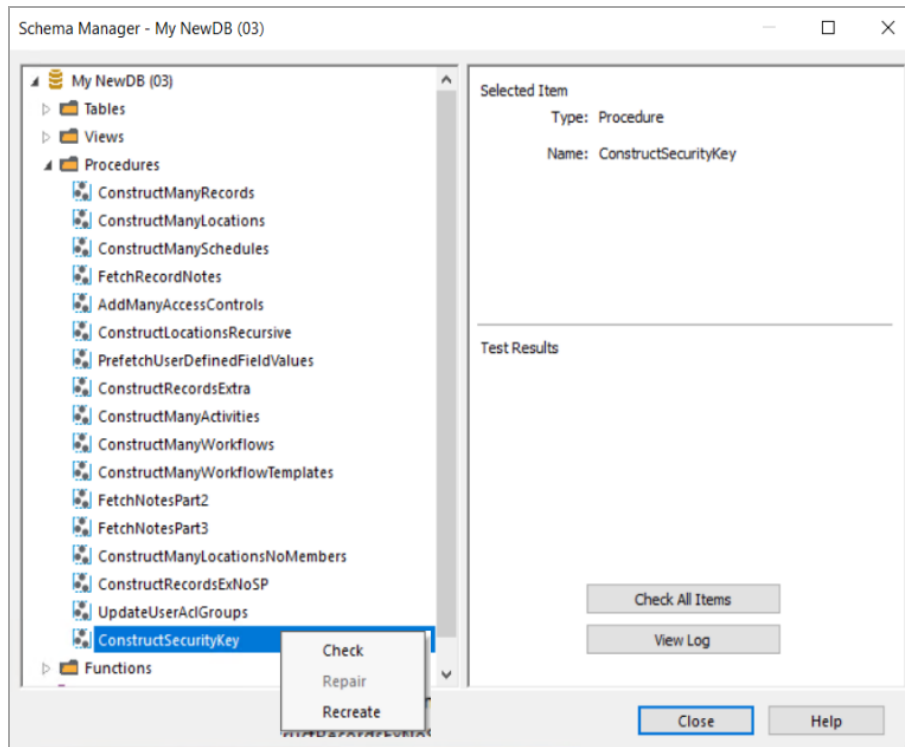 Schema Manager - My NewDB (03)
My NewDB (03)
Tables
Views
Procedures
ConstructManyRecords
ConstructManyLocations
ConstructManySchedules
FetchRecordNotes
AddManyAccessControls
ConstructLocationsRecursive
PrefetchUserDefinedFieldValues
ConstructRecordsExtra
ConstructManyActivities
ConstructManyWorkflows
ConstructManyWorkflowTemplates
FetchNotesPart2
FetchNotesPart3
ConstructManyLocationsNoMembers
ConstructRecordsExNoSP
UpdateUserAclGroups
ConstructSecurityKey
Functions
Check
Repair
Recreate
Selected Item
Type: Procedure
Name: ConstructSecurityKey
Test Results
Check All Items
View Log
Close Help